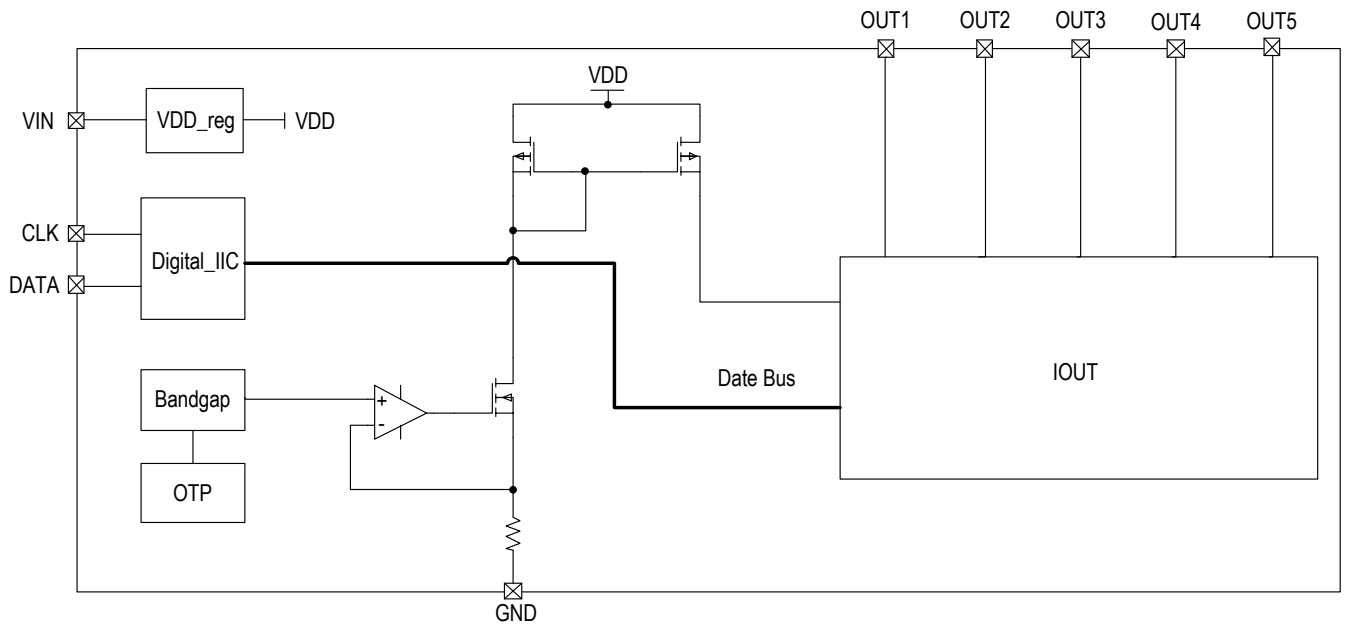 OUT1 OUT2 OUT3 OUT4 OUT5
VDD
VIN VDD_reg VDD
CLK
Digital_IIC
DATA
Date Bus
IOUT
Bandgap
+
-
OTP
GND